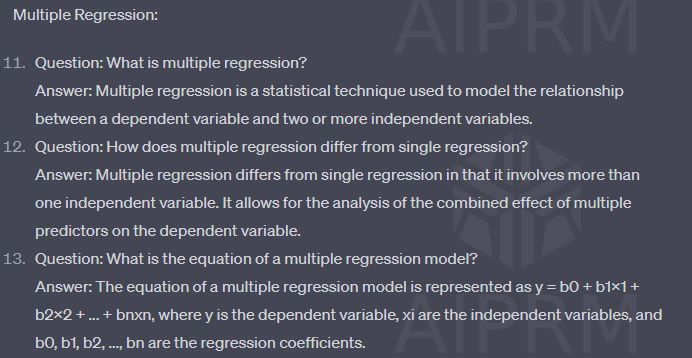 Multiple Regression:
AIPRM
11. Question: What is multiple regression?
Answer: Multiple regression is a statistical technique used to model the relationship
between a dependent variable and two or more independent variables.
12. Question: How does multiple regression differ from single regression?
Answer: Multiple regression differs from single regression in that it involves more than
one independent variable. It allows for the analysis of the combined effect of multiple
predictors on the dependent variable.
13. Question: What is the equation of a multiple regression model?
Answer: The equation of a multiple regression model is represented as y = b0 + b1×1 +
b2×2 + ... + bnxn, where y is the dependent variable, xi are the independent variables, and
AIPRM
b0, b1, b2, ..., bn are the regression coefficients.